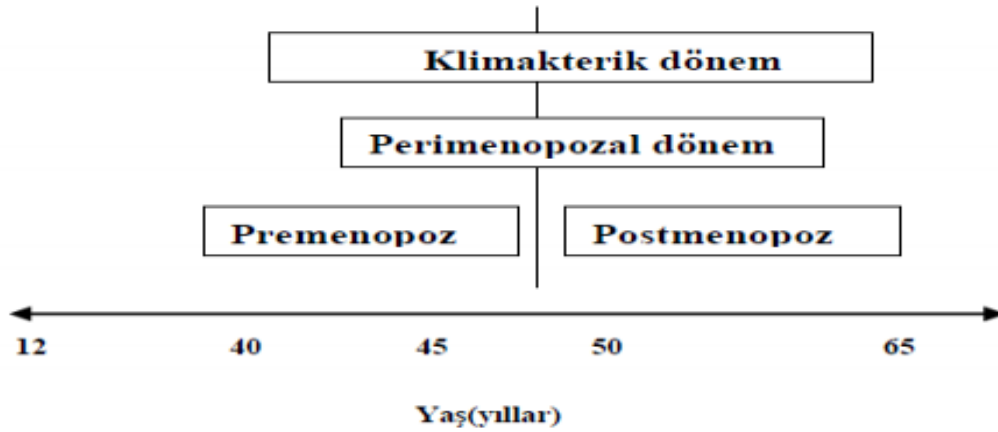 Klimakterik dönem
Perimenopozal dönem
Premenopoz Postmenopoz
12 40 45 50 65
Yaş(yıllar)